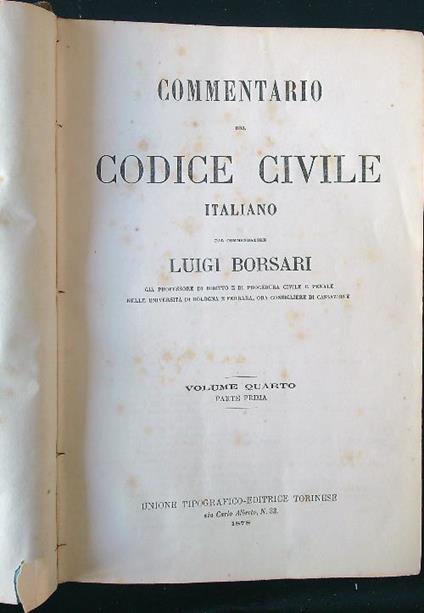 COMMENTARIO
DEL
CODICE CIVILE
ITALIANO
DAL COMMENDATORE
LUIGI BORSARI
GIÀ PROFESSORE DI DIRITTO E DI PROCEDURA CIVILE E PENALE
NELLE UNIVERSITÀ DI BOLOGNA E FERRARA, ORA CONSIGLIERE DI CASSAZIONE
VOLUME QUARTO
PARTE PRIMA
UNIONE TIPOGRAFICO-EDITRICE TORINESE
via Carlo Alberto, N. 33.
1878